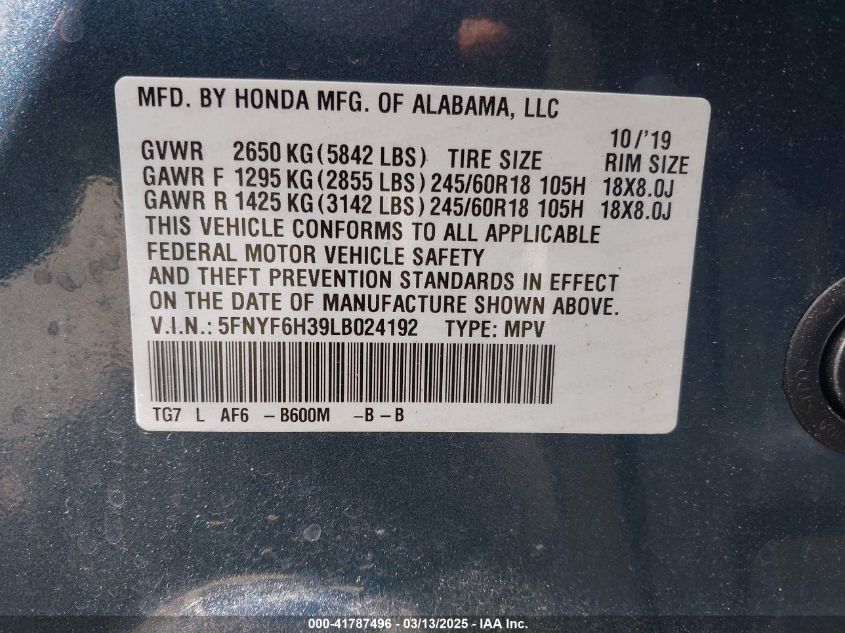 MFD. BY HONDA MFG. OF ALABAMA, LLC
10/'19
GVWR 2650 KG (5842 LBS) TIRE SIZE RIM SIZE
GAWR F 1295 KG (2855 LBS) 245/60R18 105H 18X8.0J
GAWR R 1425 KG (3142 LBS) 245/60R18 105H 18X8.0J
THIS VEHICLE CONFORMS TO ALL APPLICABLE
FEDERAL MOTOR VEHICLE SAFETY
AND THEFT PREVENTION STANDARDS IN EFFECT
ON THE DATE OF MANUFACTURE SHOWN ABOVE.
V.I.N.: 5FNYF6H39LB024192 TYPE: MPV
TG7 L AF6 - B600M -B - B
000-41787496 - 03/13/2025 - IAA Inc.